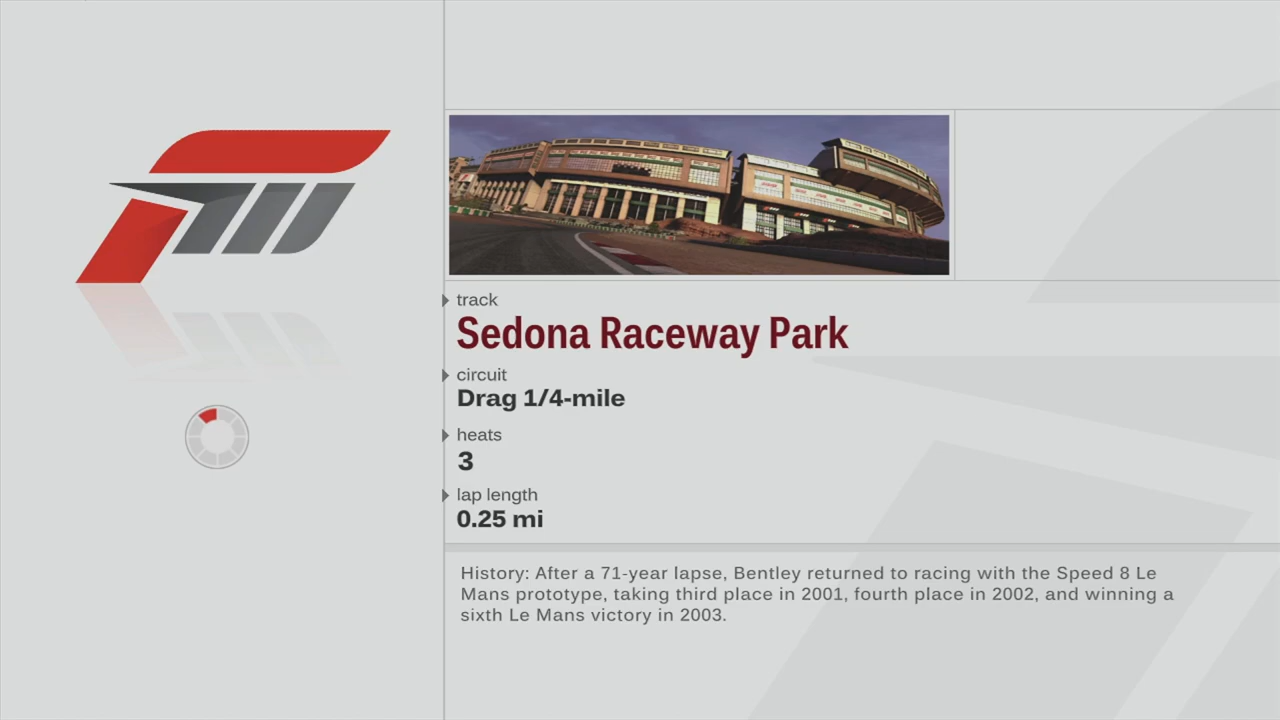 track
Sedona Raceway Park
circuit
Drag 1/4-mile
heats
3
lap length
0.25 mi
History: After a 71-year lapse, Bentley returned to racing with the Speed 8 Le
Mans prototype, taking third place in 2001, fourth place in 2002, and winning a
sixth Le Mans victory in 2003.